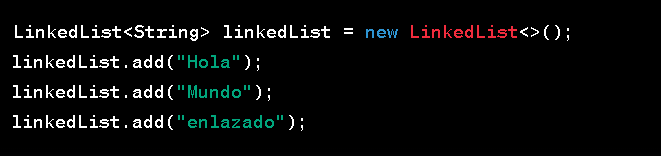 LinkedList<String> linkedList = new LinkedList<>();
linkedList.add("Hola");
linkedList.add("Mundo");
linkedList.add("enlazado");